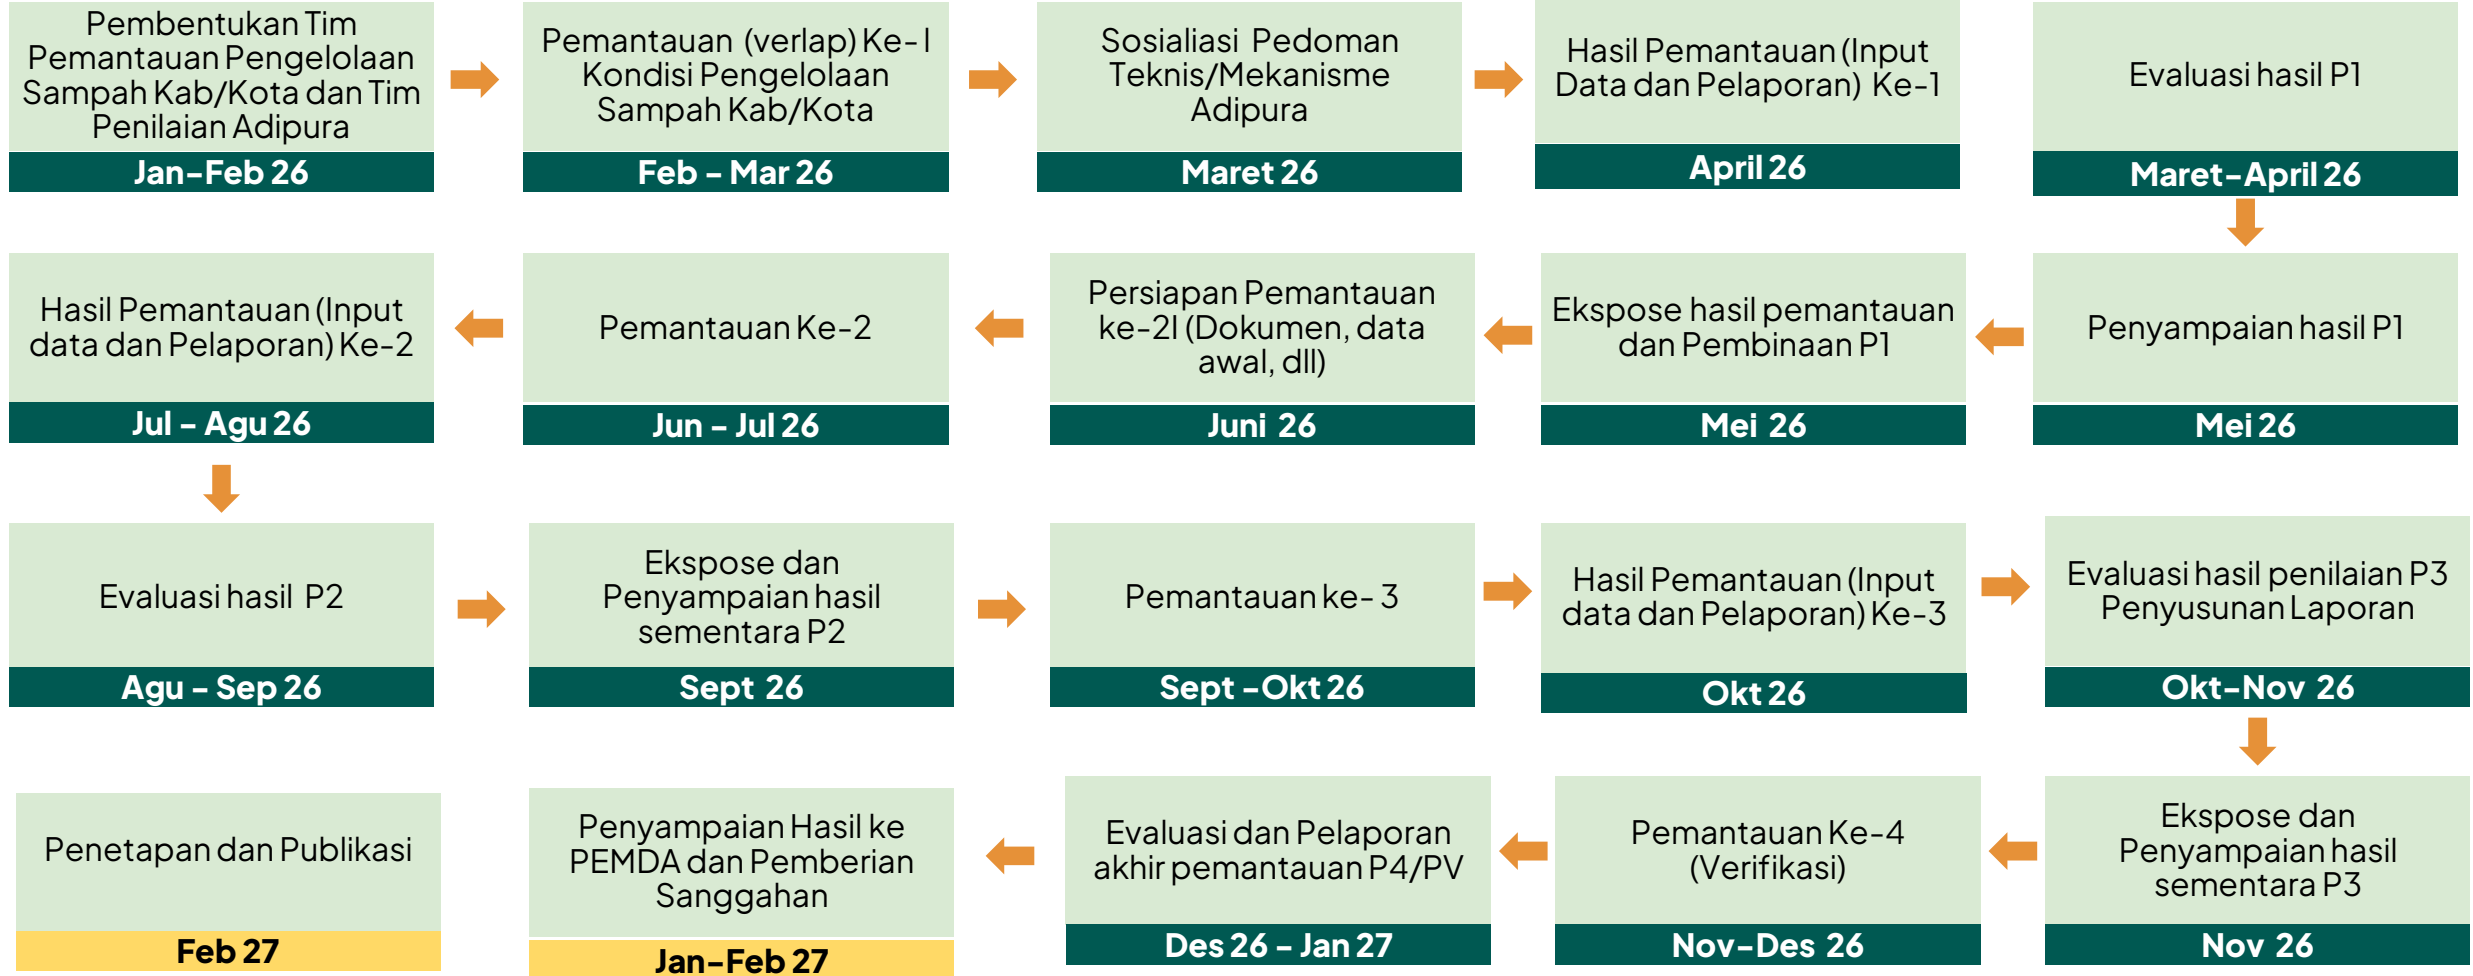 Pembentukan Tim
Pemantauan Pengelolaan
Sampah Kab/Kota dan Tim
Penilaian Adipura
Jan-Feb 26
Pemantauan (verlap) Ke-I
Kondisi Pengelolaan
Sampah Kab/Kota
Feb – Mar 26
Sosialiasi Pedoman
Teknis/Mekanisme
Adipura
Maret 26
Hasil Pemantauan (Input
Data dan Pelaporan) Ke-1
April 26
Evaluasi hasil P1
Maret-April 26
Penyampaian hasil P1
Mei 26
Ekspose hasil pemantauan
dan Pembinaan P1
Mei 26
Persiapan Pemantauan
ke-2I (Dokumen, data
awal, dll)
Juni 26
Pemantauan Ke-2
Jun – Jul 26
Hasil Pemantauan (Input
data dan Pelaporan) Ke-2
Jul – Agu 26
Evaluasi hasil P2
Agu – Sep 26
Ekspose dan
Penyampaian hasil
sementara P2
Sept 26
Pemantauan ke- 3
Sept –Okt 26
Hasil Pemantauan (Input
data dan Pelaporan) Ke-3
Okt 26
Evaluasi hasil penilaian P3
Penyusunan Laporan
Okt-Nov 26
Ekspose dan
Penyampaian hasil
sementara P3
Nov 26
Pemantauan Ke-4
(Verifikasi)
Nov-Des 26
Evaluasi dan Pelaporan
akhir pemantauan P4/PV
Des 26 – Jan 27
Penyampaian Hasil ke
PEMDA dan Pemberian
Sanggahan
Jan-Feb 27
Penetapan dan Publikasi
Feb 27